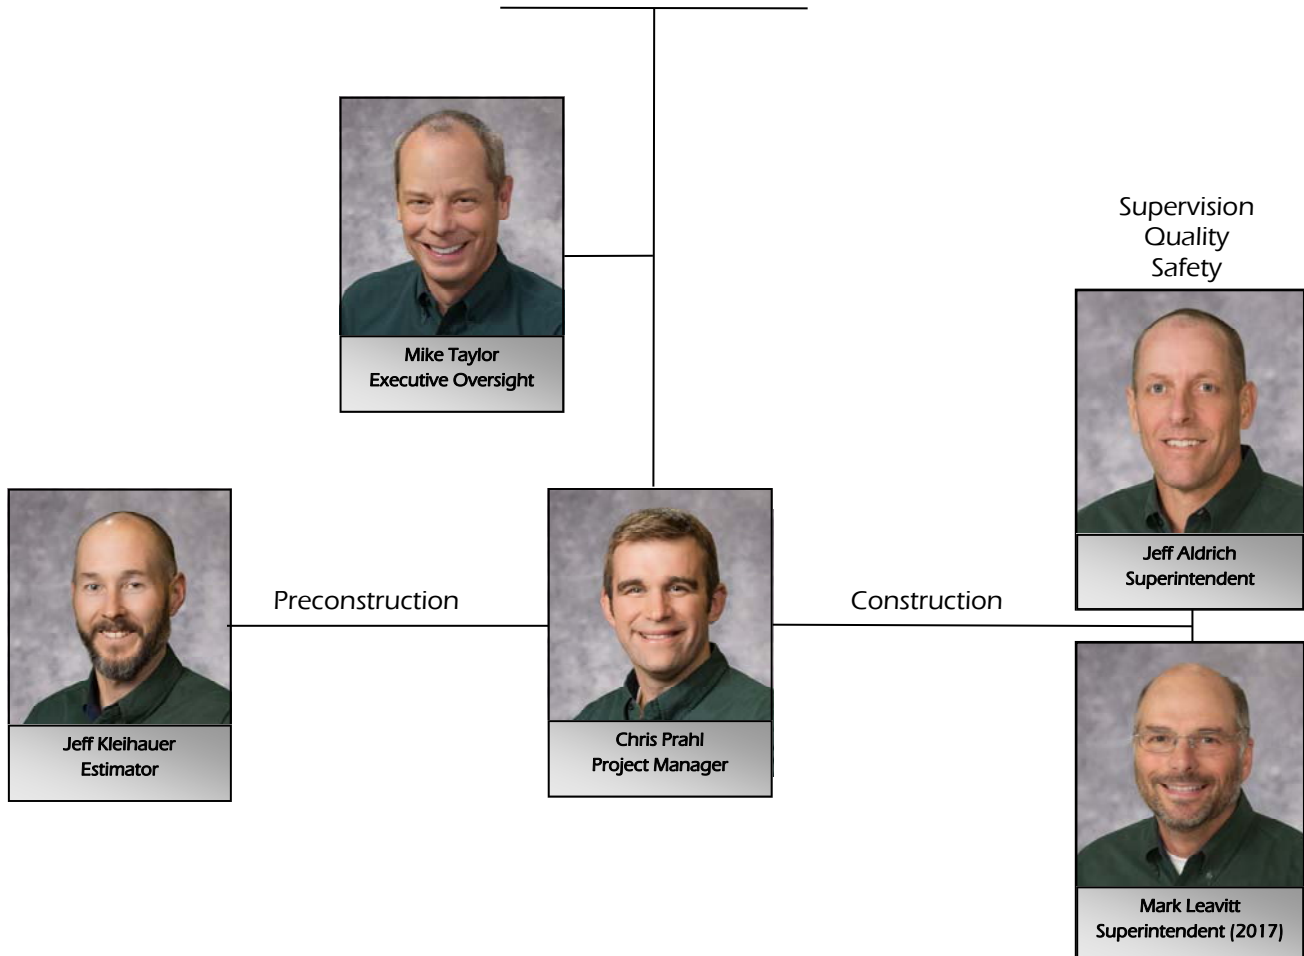 Mike Taylor
Executive Oversight
Supervision
Quality
Safety
Jeff Aldrich
Superintendent
Jeff Kleihauer
Estimator
Preconstruction
Chris Prahl
Project Manager
Construction
Mark Leavitt
Superintendent (2017)